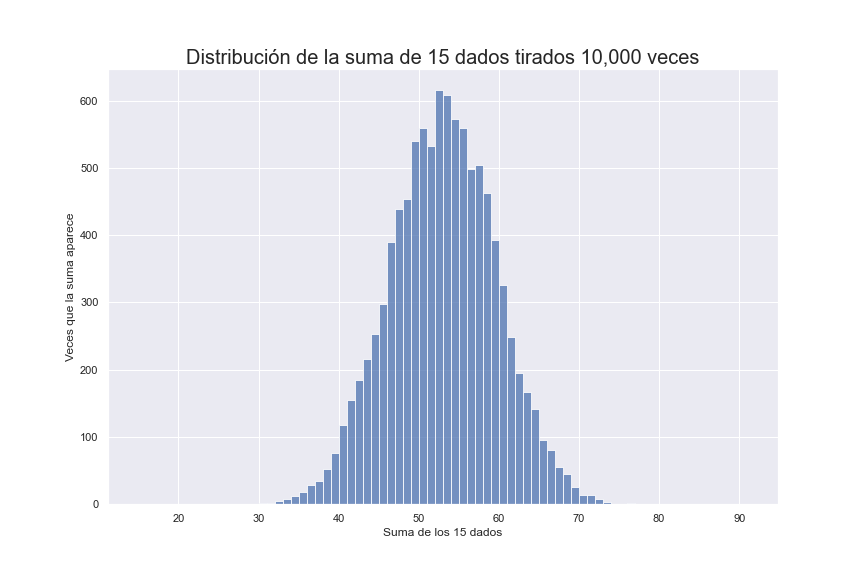 Distribución de la suma de 15 dados tirados 10,000 veces
600
500
400
300
200
100
0
Veces que la suma aparece
20 30 40 50 60 70 80 90
Suma de los 15 dados